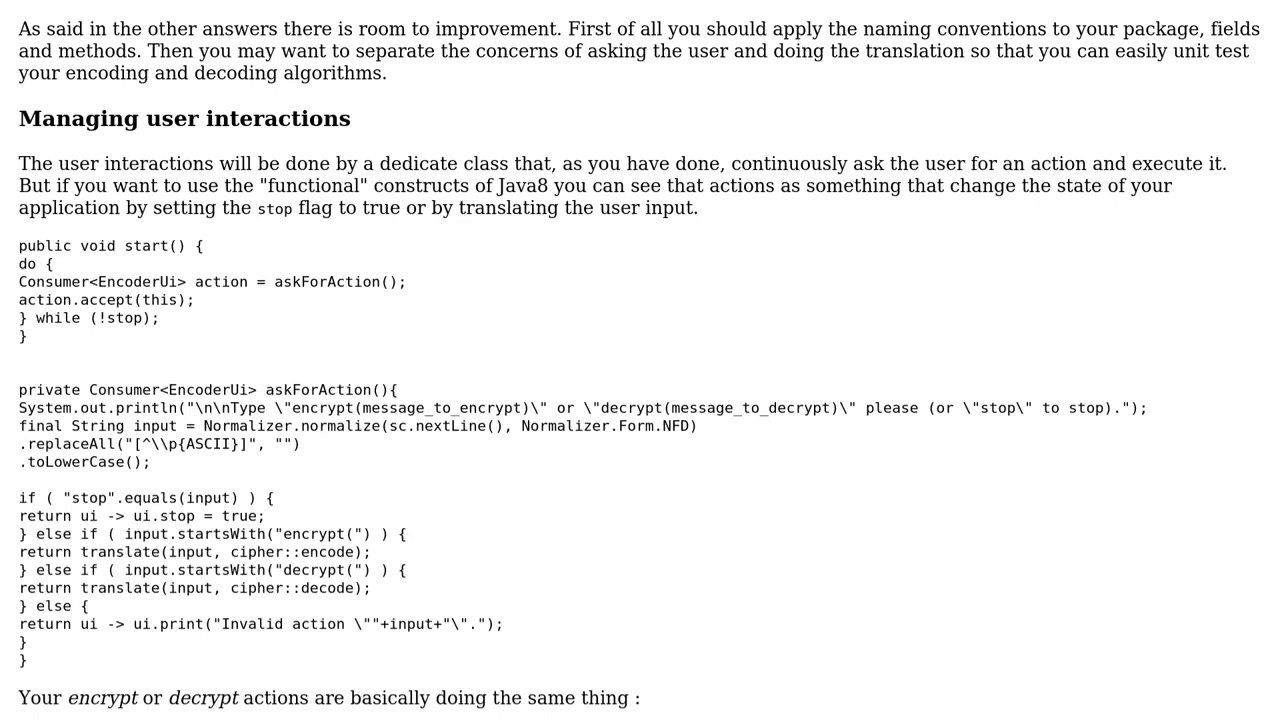 As said in the other answers there is room to improvement. First of all you should apply the naming conventions to your package, fields
and methods. Then you may want to separate the concerns of asking the user and doing the translation so that you can easily unit test
your encoding and decoding algorithms.
Managing user interactions
The user interactions will be done by a dedicate class that, as you have done, continuously ask the user for an action and execute it.
But if you want to use the "functional" constructs of Java8 you can see that actions as something that change the state of your
application by setting the stop flag to true or by translating the user input.
public void start() {
do {
Consumer<EncoderUi> action = askForAction();
action.accept(this);
} while (!stop);
}
private Consumer<EncoderUi> askForAction(){
System.out.println("\n\nType \"encrypt(message_to_encrypt)\" or \"decrypt(message_to_decrypt)\" please (or \"stop\" to stop).");
final String input = Normalizer.normalize(sc.nextLine(), Normalizer.Form.NFD)
.replaceAll("[^\\p{ASCII}]", "")
.toLowerCase();
if ( "stop".equals(input) ) {
return ui -> ui.stop = true;
} else if ( input.startsWith("encrypt(") ) {
return translate(input, cipher::encode);
} else if ( input.startsWith("decrypt(") ) {
return translate(input, cipher::decode);
} else {
return ui -> ui.print("Invalid action \""+input+"\".");
}
}
Your encrypt or decrypt actions are basically doing the same thing :